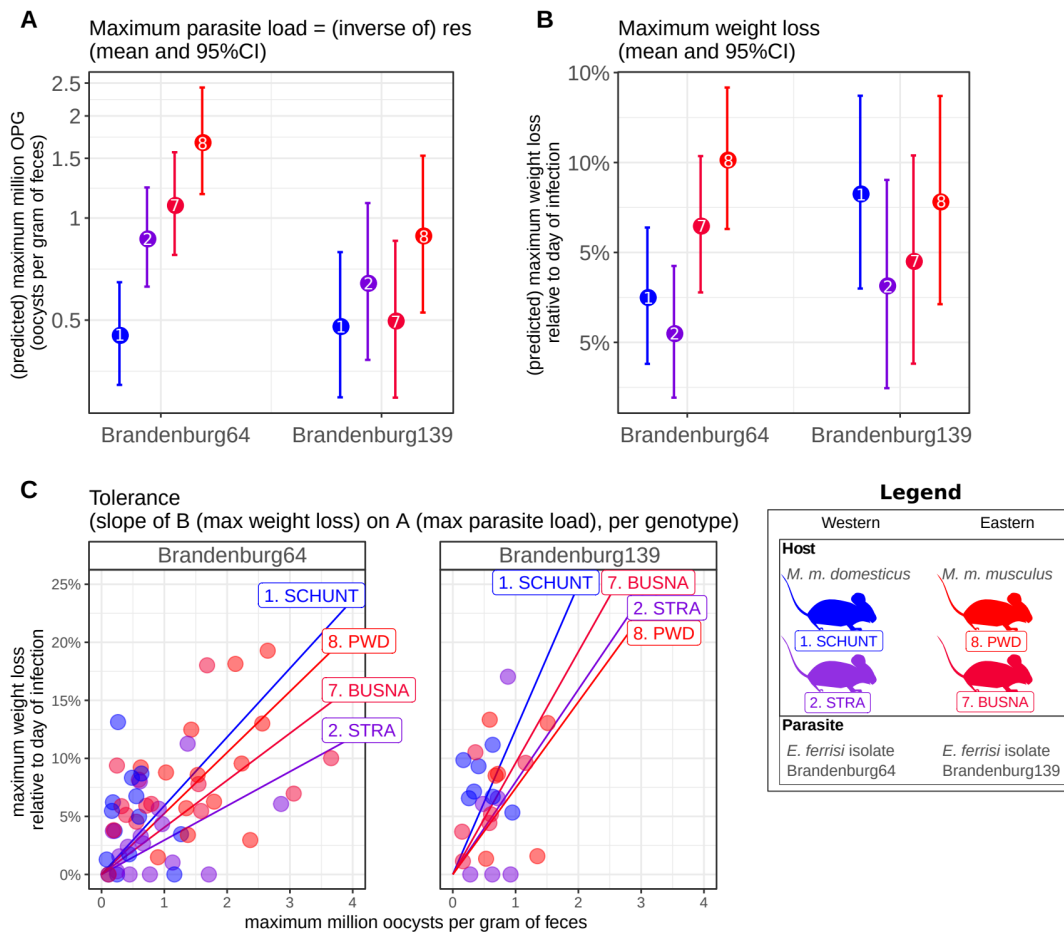 A
Maximum parasite load = (inverse of) res
(mean and 95%CI)
(predicted) maximum million OPG
(oocysts per gram of feces)
2.5
2
1.5
1
0.5
1
2
7
8
1
2
7
8
Brandenburg64
Brandenburg139
B
Maximum weight loss
(mean and 95%CI)
(predicted) maximum weight loss
relative to day of infection
10%
10%
5%
5%
1
2
7
8
1
2
7
8
Brandenburg64
Brandenburg139
C
Tolerance
(slope of B (max weight loss) on A (max parasite load), per genotype)
Brandenburg64
Brandenburg139
maximum weight loss
relative to day of infection
25%
20%
15%
10%
5%
0%
1. SCHUNT
8. PWD
7. BUSNA
2. STRA
1. SCHUNT
7. BUSNA
2. STRA
8. PWD
0
1
2
3
4
0
1
2
3
4
maximum million oocysts per gram of feces
Legend
Western
Eastern
Host
M. m. domesticus
M. m. musculus
1. SCHUNT
8. PWD
2. STRA
7. BUSNA
Parasite
E. ferrisi isolate
Brandenburg64
E. ferrisi isolate
Brandenburg139